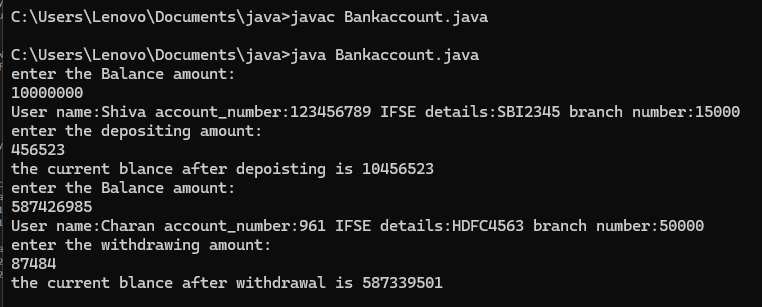 C:\Users\Lenovo\Documents\java>javac Bankaccount.java
C:\Users\Lenovo\Documents\java>java Bankaccount.java
enter the Balance amount:
10000000
User name:Shiva account_number:123456789 IFSE details:SBI2345 branch number:15000
enter the depositing amount:
456523
the current blance after depoisting is 10456523
enter the Balance amount:
587426985
User name:Charan account_number:961 IFSE details:HDFC4563 branch number:50000
enter the withdrawing amount:
87484
the current blance after withdrawal is 587339501